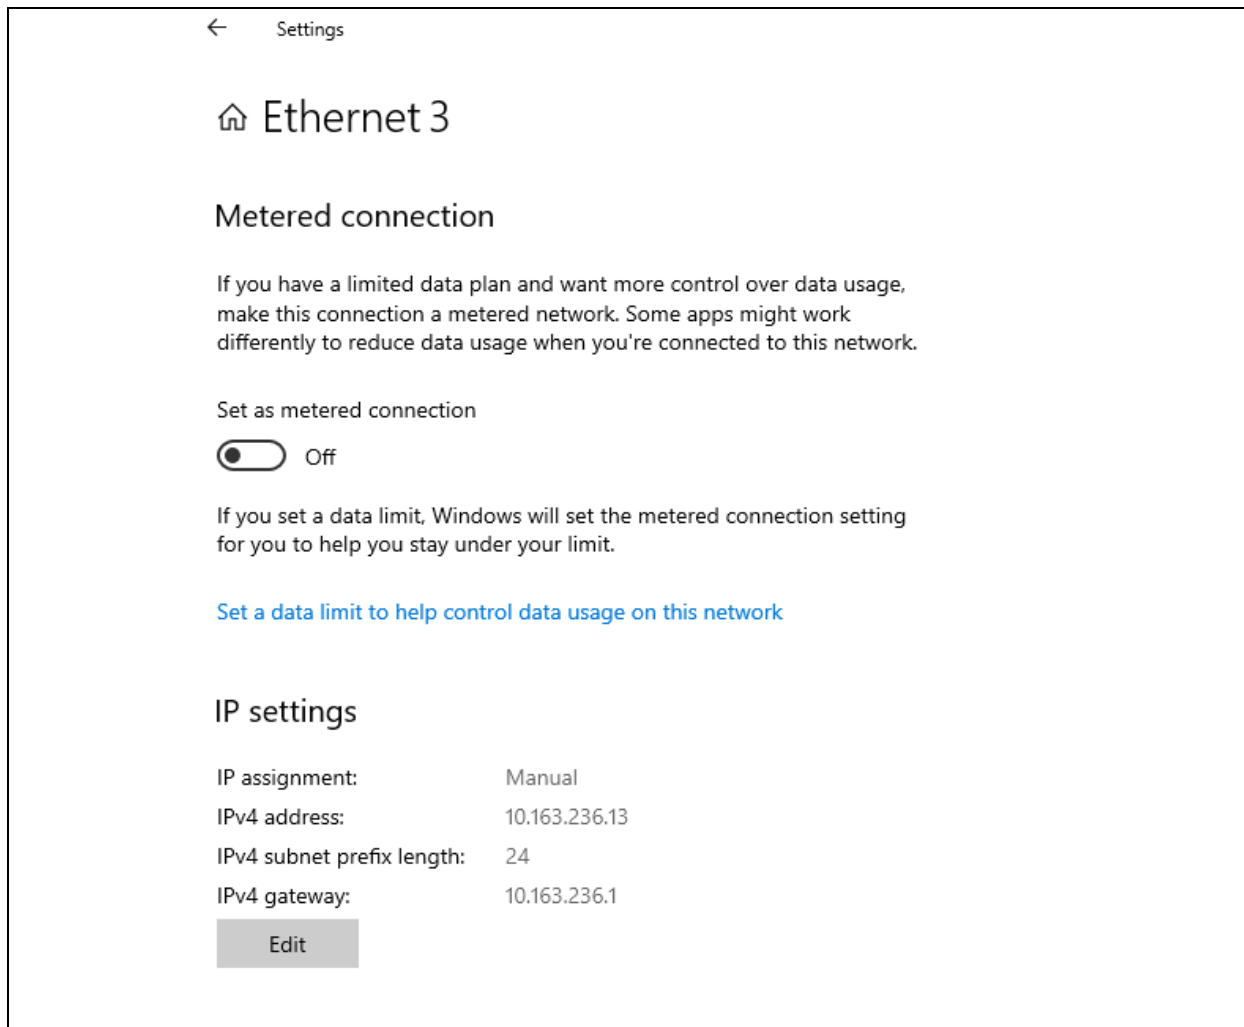 Settings
Ethernet 3
Metered connection
If you have a limited data plan and want more control over data usage,
make this connection a metered network. Some apps might work
differently to reduce data usage when you're connected to this network.
Set as metered connection
Off
If you set a data limit, Windows will set the metered connection setting
for you to help you stay under your limit.
Set a data limit to help control data usage on this network
IP settings
IP assignment: Manual
IPv4 address: 10.163.236.13
IPv4 subnet prefix length: 24
IPv4 gateway: 10.163.236.1
Edit